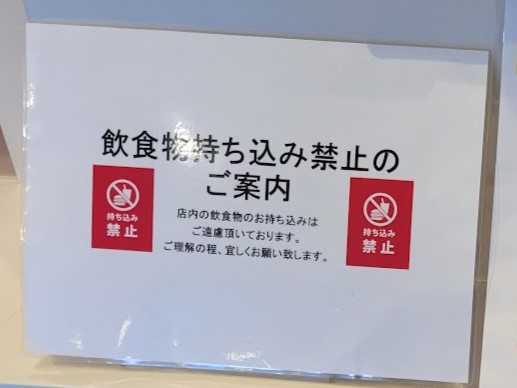 飲食物持ち込み禁止の
ご案内
店内の飲食物のお持ち込みは
ご遠慮頂いております。
ご理解の程、宜しくお願い致します。
持ち込み
禁止
持ち込み
禁止